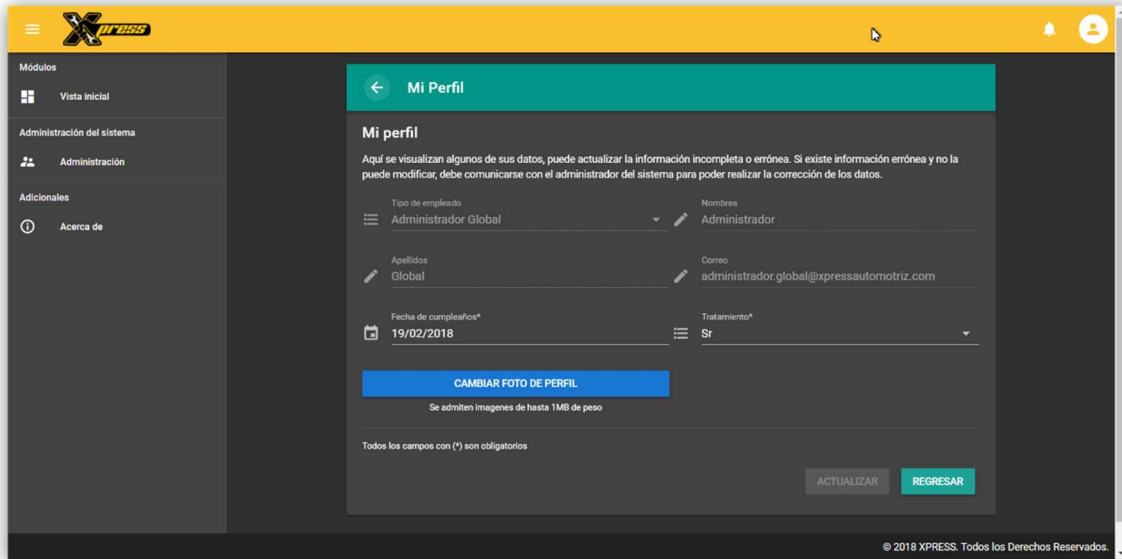 Xpress
Módulos
Vista inicial
Administración del sistema
Administración
Adicionales
Acerca de
Mi Perfil
Mi perfil
Aquí se visualizan algunos de sus datos, puede actualizar la información incompleta o errónea. Si existe información errónea y no la
puede modificar, debe comunicarse con el administrador del sistema para poder realizar la corrección de los datos.
Tipo de empleado
Administrador Global
Nombres
Administrador
Apellidos
Global
Correo
administrador.global@xpressautomotriz.com
Fecha de cumpleaños*
19/02/2018
Tratamiento*
Sr
CAMBIAR FOTO DE PERFIL
Se admiten imagenes de hasta 1MB de peso
Todos los campos con (*) son obligatorios
ACTUALIZAR
REGRESAR
© 2018 XPRESS. Todos los Derechos Reservados.